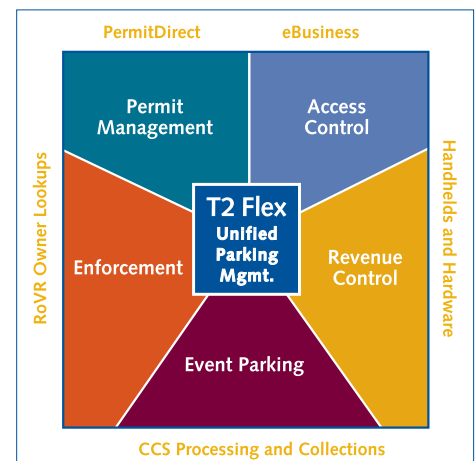 PermitDirect
eBusiness
Permit
Management
Access
Control
RoVR Owner Lookups
Handhelds and Hardware
T2 Flex
Unified
Parking
Mgmt.
Enforcement
Revenue
Control
Event Parking
CCS Processing and Collections